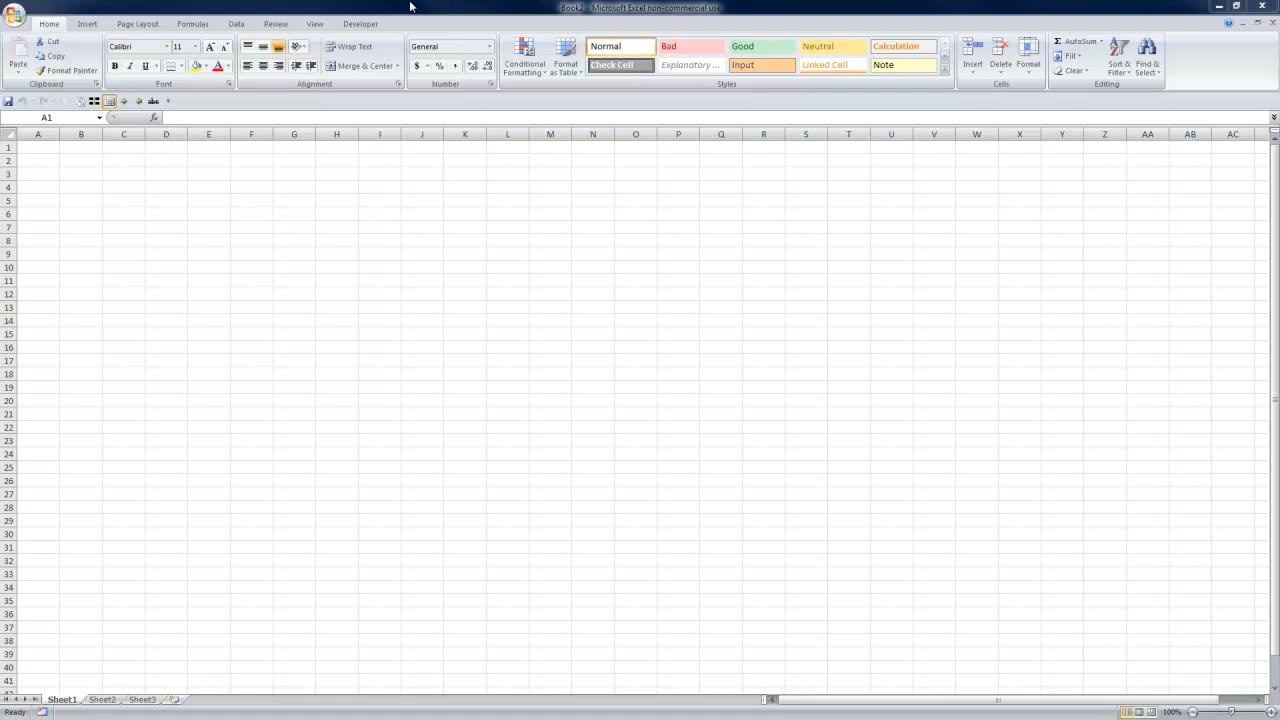 Book2 - Microsoft Excel non-commercial use
Home Insert Page Layout Formulas Data Review View Developer
Paste Cut Copy Format Painter
Clipboard
Calibri 11
B I U
Font
Wrap Text
Merge & Center
Alignment
General
$ % ,
Number
Conditional Formatting
Format as Table
Normal Bad Good Neutral Calculation
Check Cell Explanatory ... Input Linked Cell Note
Styles
Insert Delete Format
Cells
Σ AutoSum
Fill
Clear
Sort & Filter
Find & Select
Editing
abc
A1 fx
A B C D E F G H I J K L M N O P Q R S T U V W X Y Z AA AB AC
1
2
3
4
5
6
7
8
9
10
11
12
13
14
15
16
17
18
19
20
21
22
23
24
25
26
27
28
29
30
31
32
33
34
35
36
37
38
39
40
41
Sheet1 Sheet2 Sheet3
Ready 100%